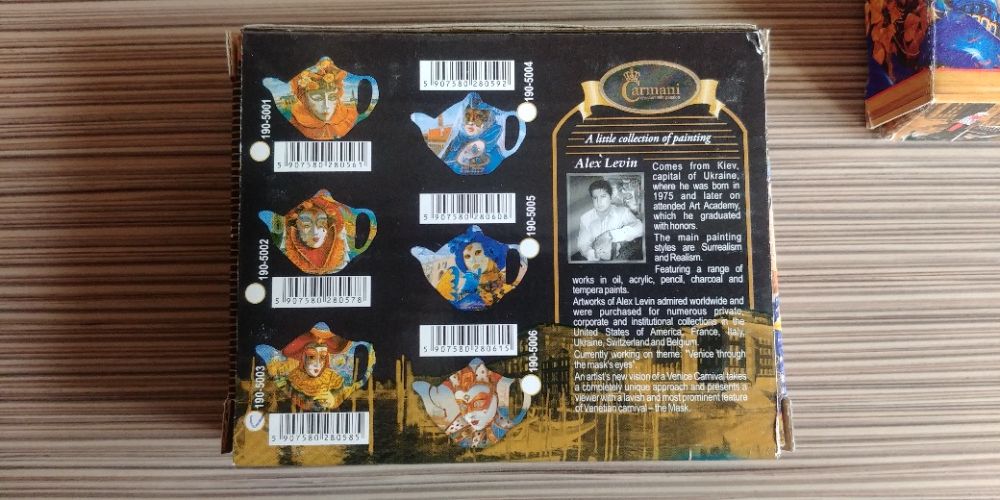 190-5001
5 907580 280561
190-5002
5 907580 280578
190-5003
5 907580 280585
5 907580 280592
190-5004
5 907580 280608
190-5005
5 907580 280615
190-5006
Carmani
A little collection of painting
Alex Levin
Comes from Kiev,
capital of Ukraine,
where he was born in
1975 and later on
attended Art Academy,
which he graduated
with honors.
The main painting
styles are Surrealism
and Realism.
Featuring a range of
works in oil, acrylic, pencil, charcoal and
tempera paints.
Artworks of Alex Levin admired worldwide and
were purchased for numerous private,
corporate and institutional collections in the
United States of America, France, Italy,
Ukraine, Switzerland and Belgium.
Currently working on theme: "Venice through
the mask's eyes".
An artist's new vision of a Venice Carnival takes
a completely unique approach and presents a
viewer with a lavish and most prominent feature
of Venetian carnival – the Mask.